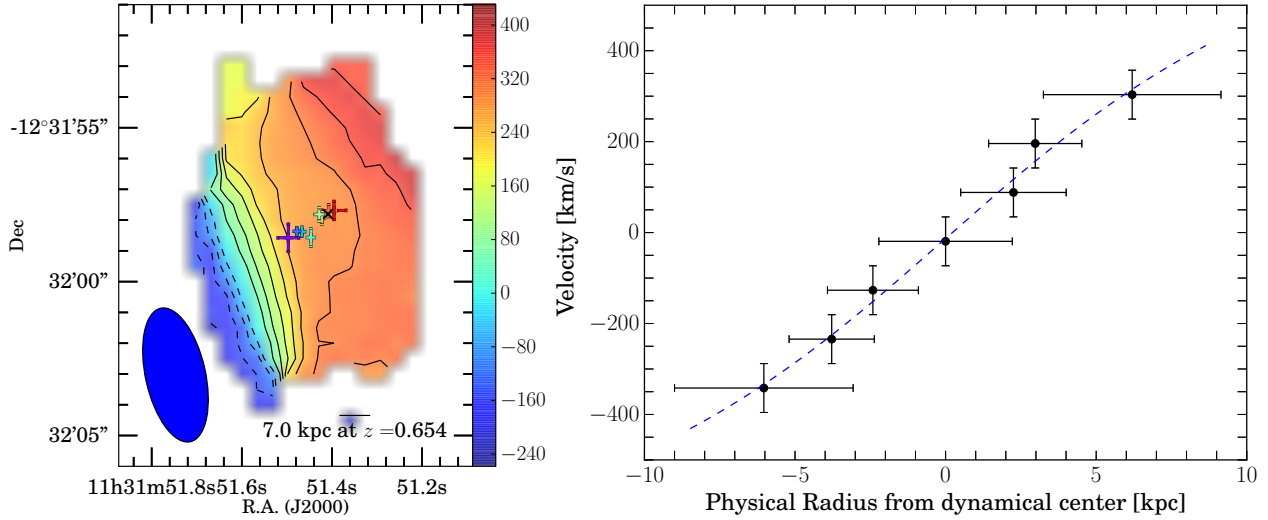 -12°31'55”
32'00”
32'05”
Dec
11h31m51.8s 51.6s 51.4s 51.2s
R.A. (J2000)
7.0 kpc at z =0.654
400
320
240
160
80
0
−80
−160
−240
Velocity [km/s]
400
200
0
−200
−400
−10 −5 0 5 10
Physical Radius from dynamical center [kpc]